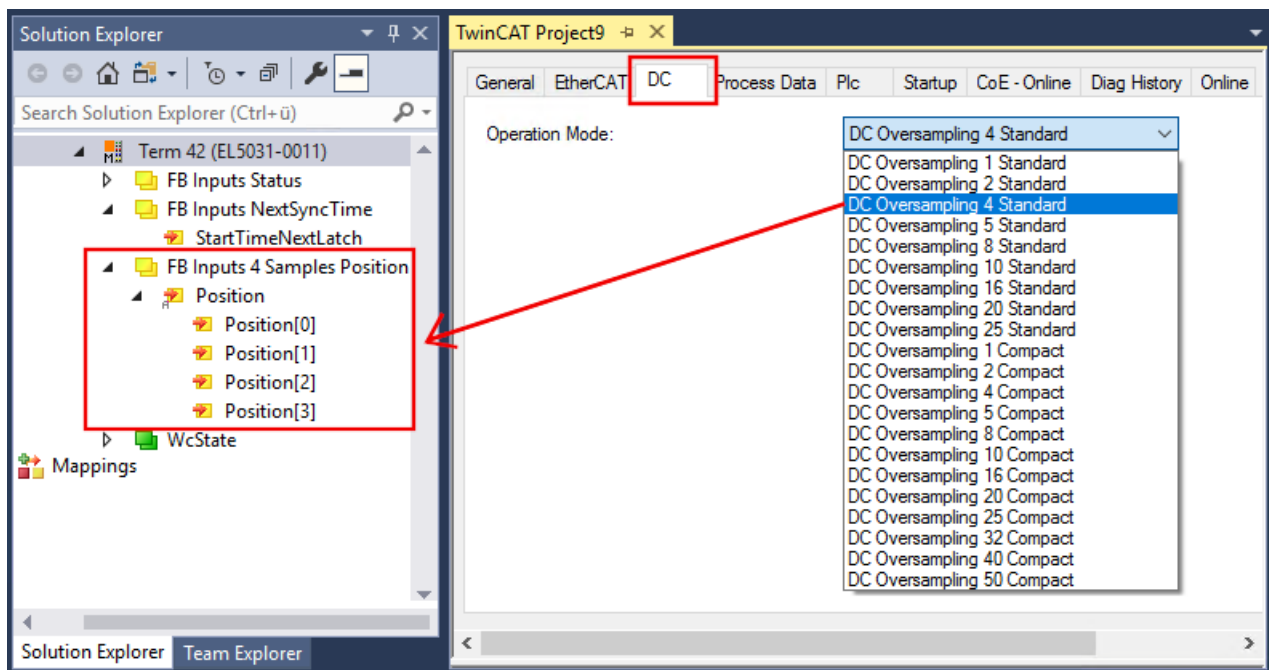 Solution Explorer
Search Solution Explorer (Ctrl+ü)
Term 42 (EL5031-0011)
FB Inputs Status
FB Inputs NextSyncTime
StartTimeNextLatch
FB Inputs 4 Samples Position
Position
Position[0]
Position[1]
Position[2]
Position[3]
WcState
Mappings
Solution Explorer Team Explorer
TwinCAT Project9
General EtherCAT DC Process Data Plc Startup CoE - Online Diag History Online
Operation Mode: DC Oversampling 4 Standard
DC Oversampling 1 Standard
DC Oversampling 2 Standard
DC Oversampling 4 Standard
DC Oversampling 5 Standard
DC Oversampling 8 Standard
DC Oversampling 10 Standard
DC Oversampling 16 Standard
DC Oversampling 20 Standard
DC Oversampling 25 Standard
DC Oversampling 1 Compact
DC Oversampling 2 Compact
DC Oversampling 4 Compact
DC Oversampling 5 Compact
DC Oversampling 8 Compact
DC Oversampling 10 Compact
DC Oversampling 16 Compact
DC Oversampling 20 Compact
DC Oversampling 25 Compact
DC Oversampling 32 Compact
DC Oversampling 40 Compact
DC Oversampling 50 Compact